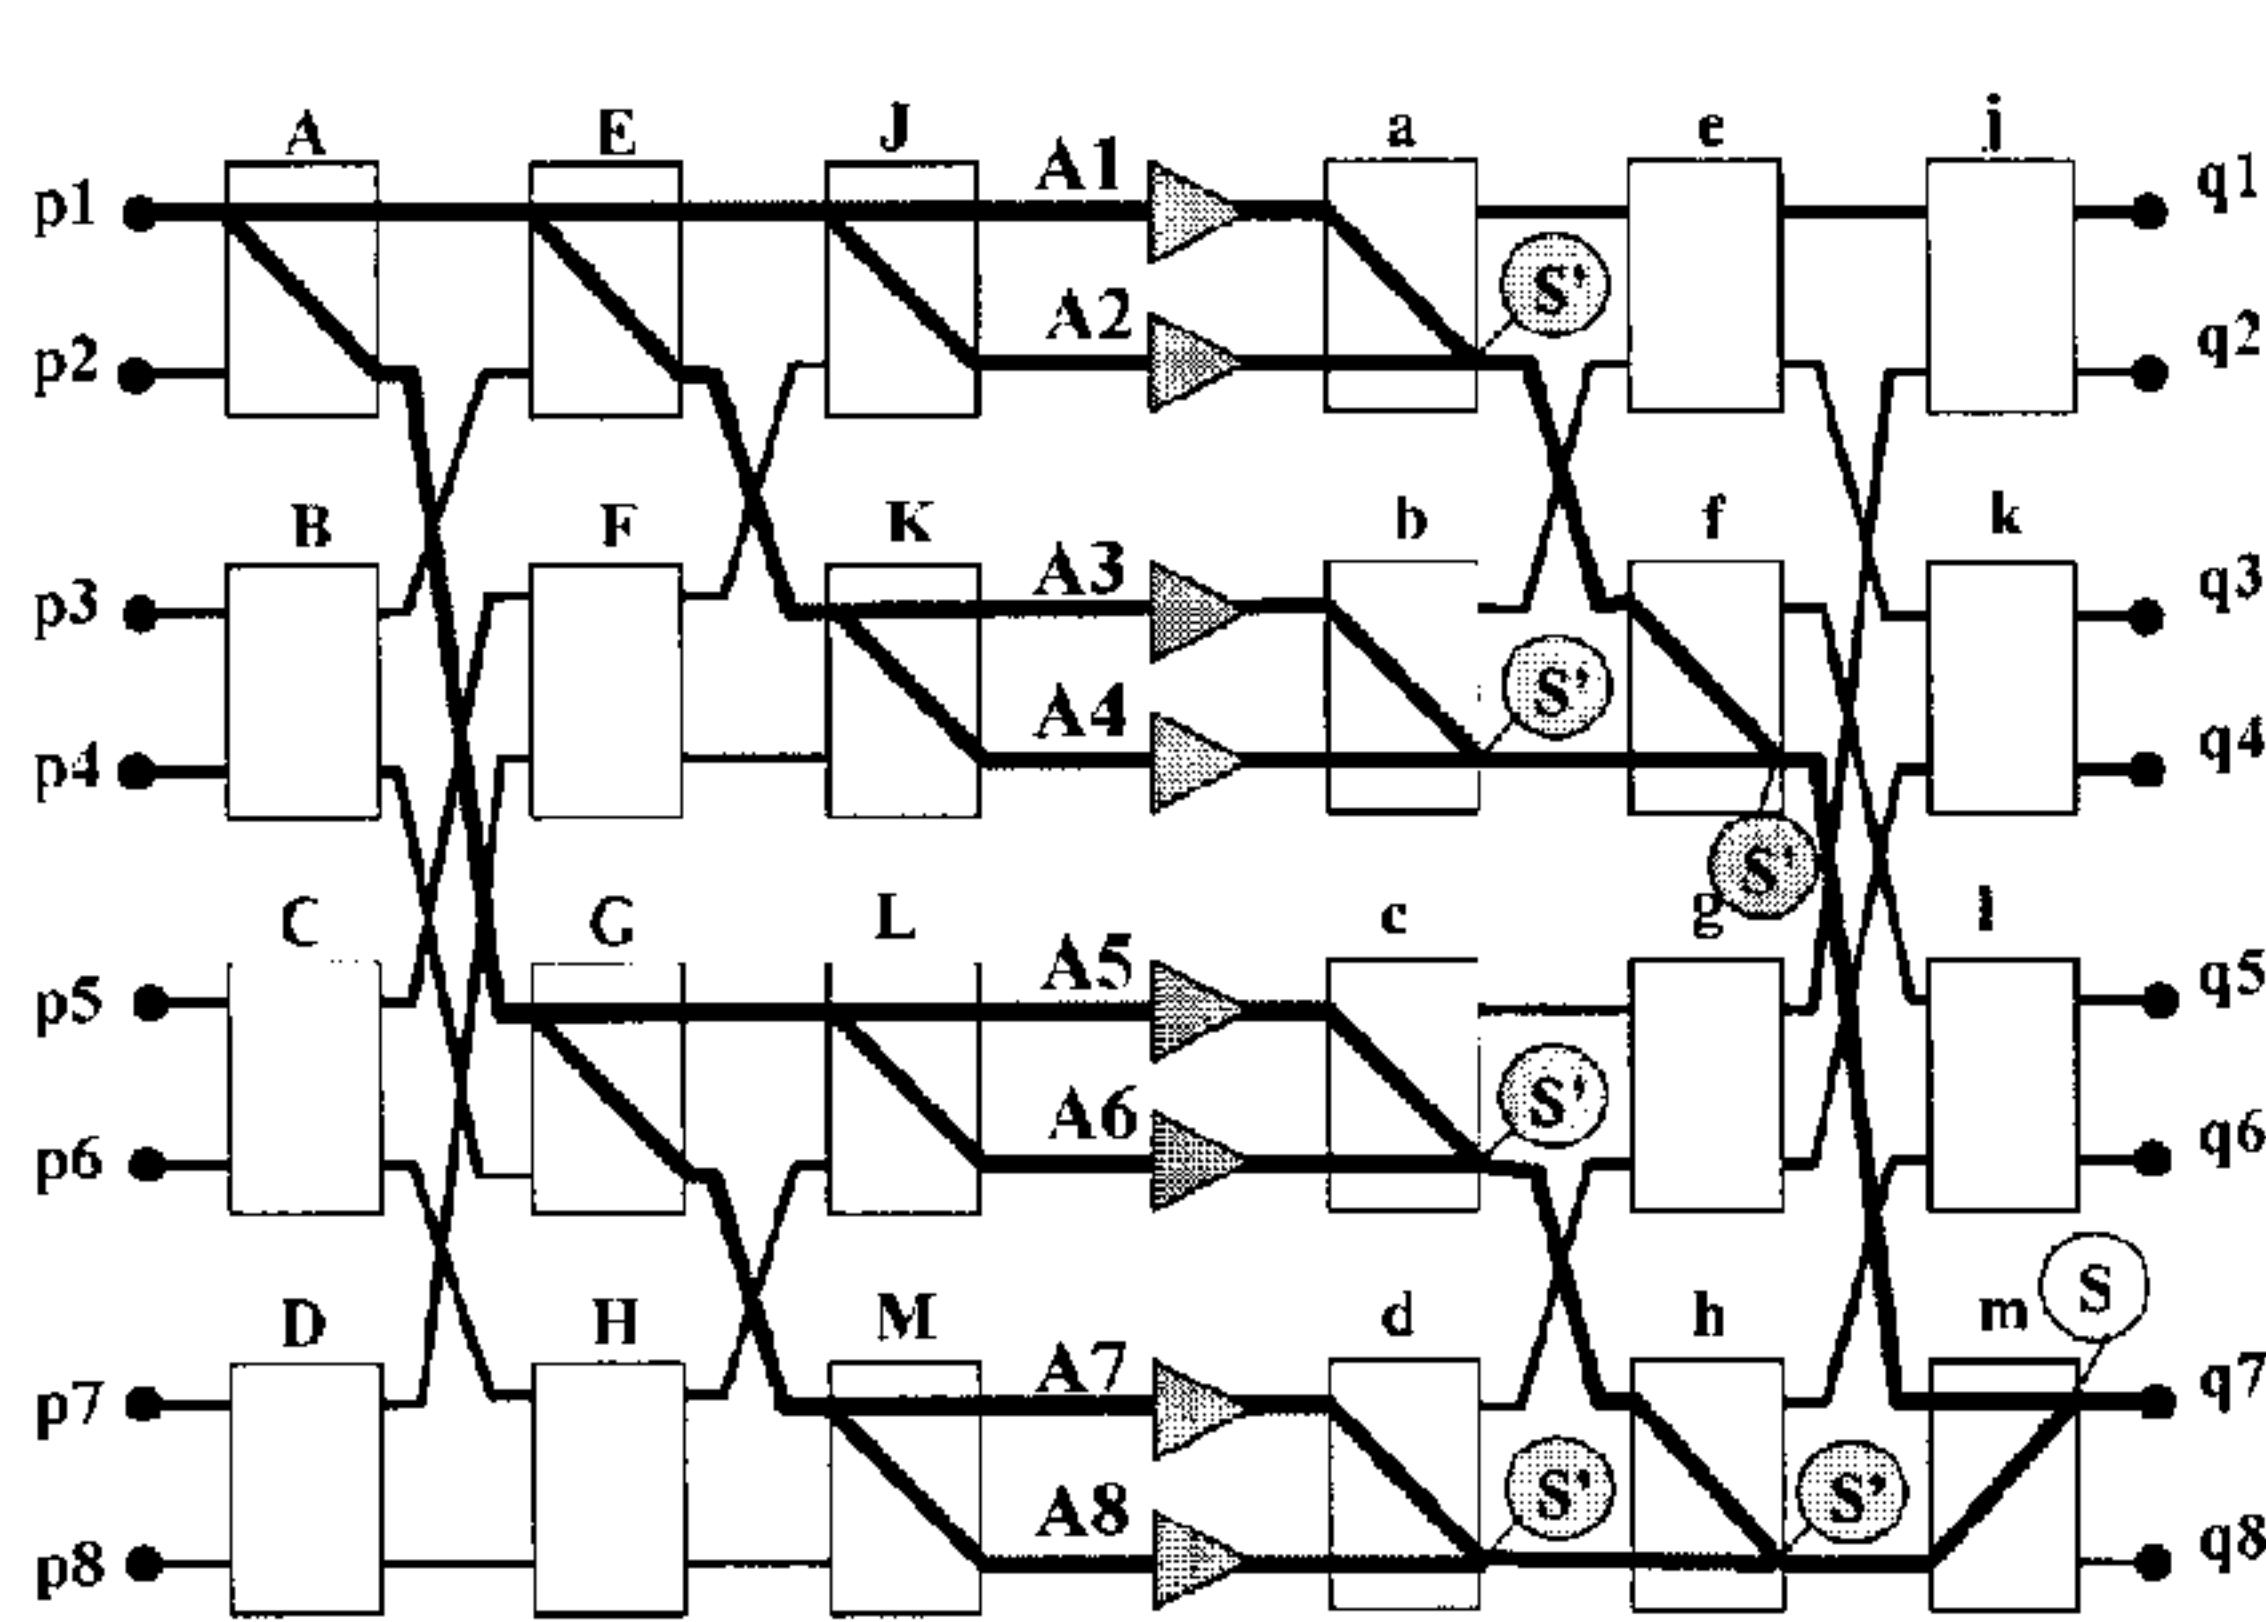 A E J a e j
p1 A1 q1
p2 A2 S' q2
B F K b f k
p3 A3 q3
p4 A4 S' q4
S'
C G L c g l
p5 A5 q5
p6 A6 S' q6
D H M d h m S
p7 A7 q7
p8 A8 S' S' q8